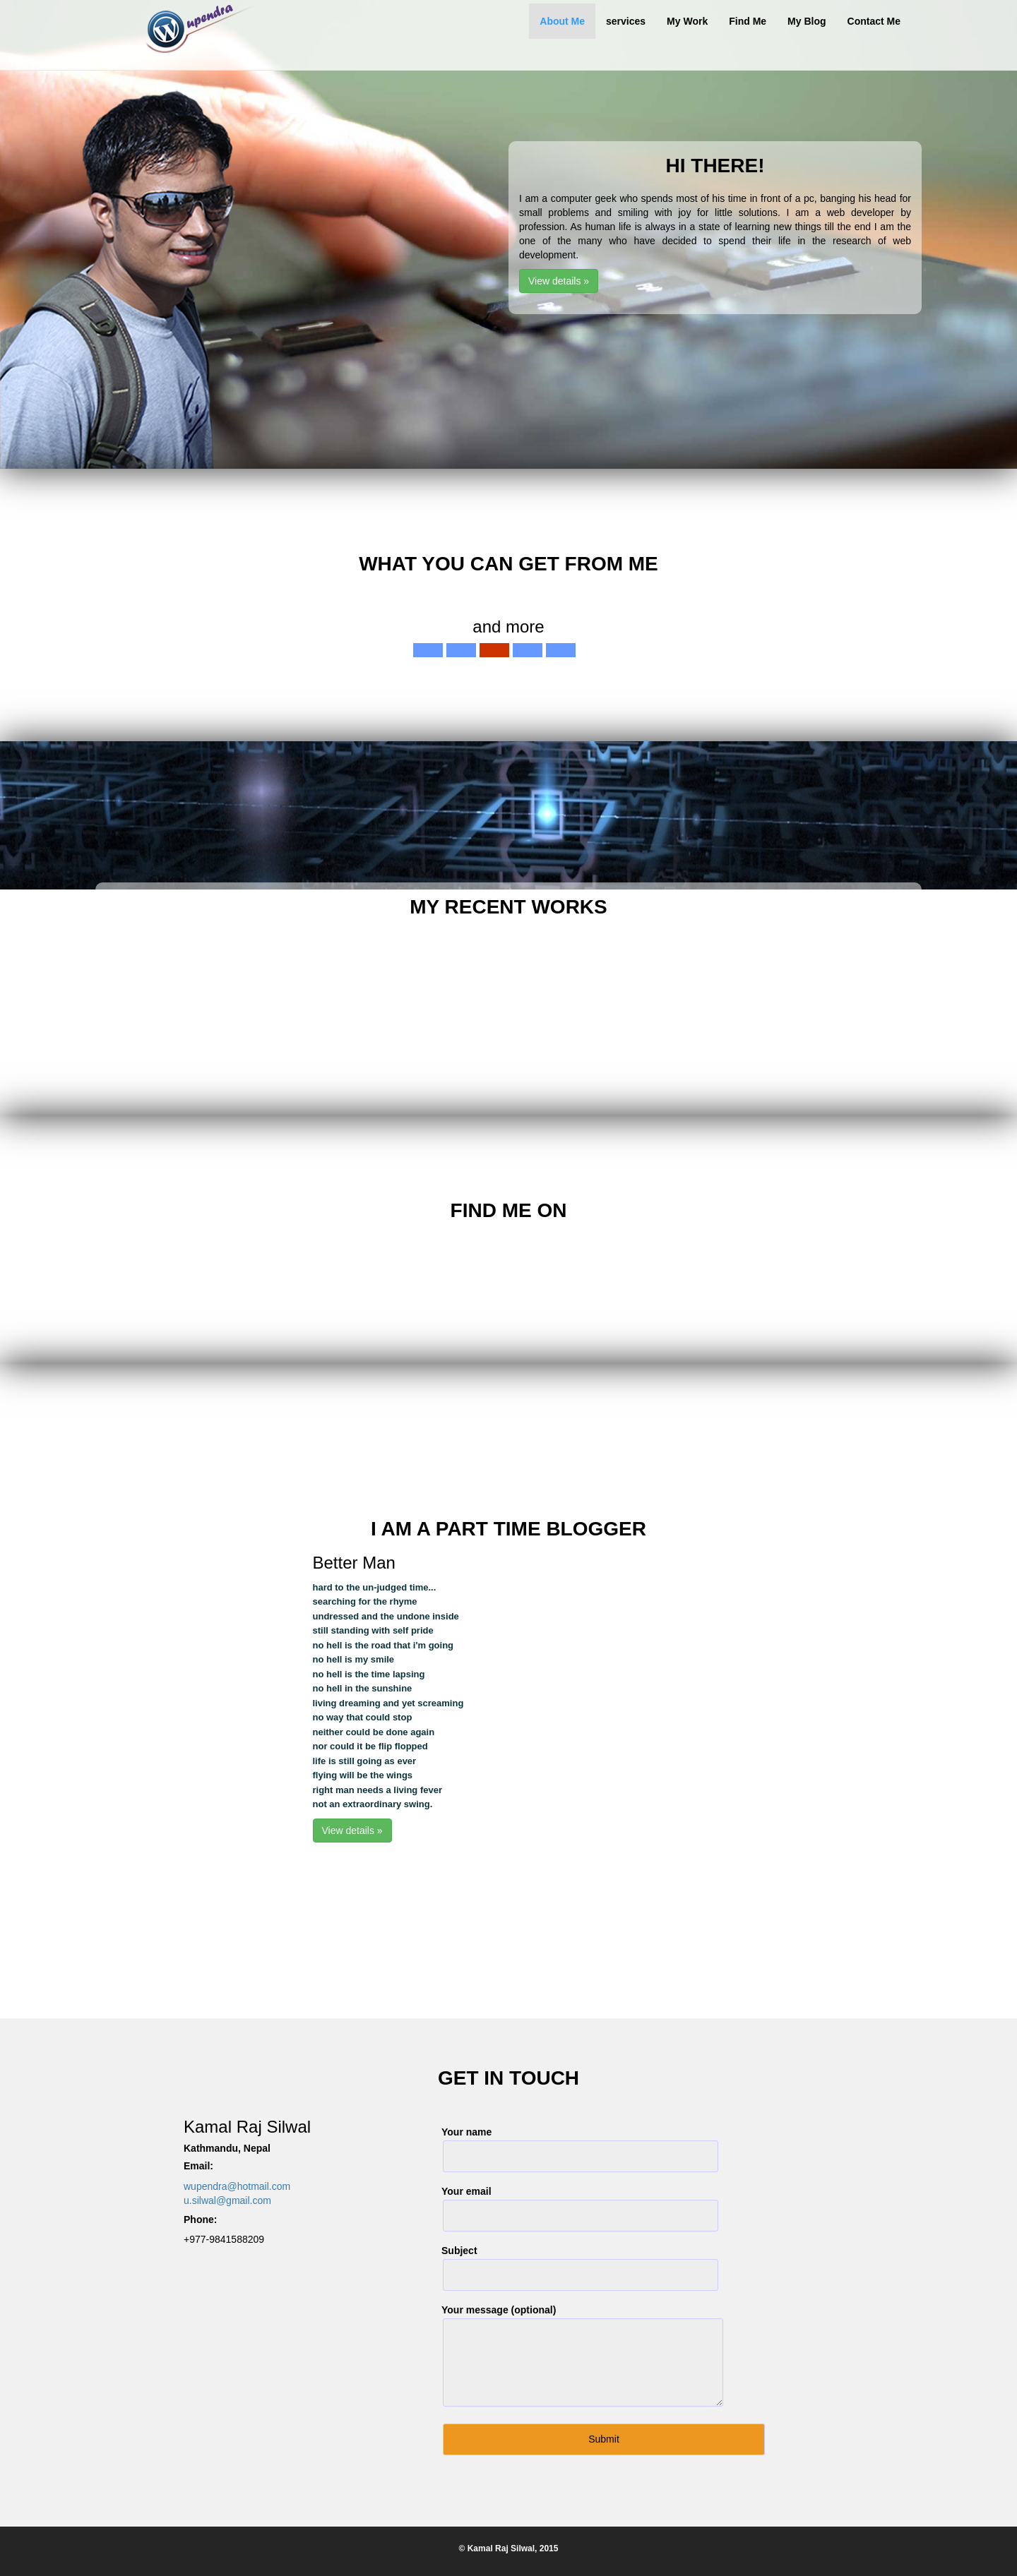 upendra
About Me services My Work Find Me My Blog Contact Me
HI THERE!
I am a computer geek who spends most of his time in front of a pc, banging his head for
small problems and smiling with joy for little solutions. I am a web developer by
profession. As human life is always in a state of learning new things till the end I am the
one of the many who have decided to spend their life in the research of web
development.
View details »
WHAT YOU CAN GET FROM ME
and more
MY RECENT WORKS
FIND ME ON
I AM A PART TIME BLOGGER
Better Man
hard to the un-judged time...
searching for the rhyme
undressed and the undone inside
still standing with self pride
no hell is the road that i'm going
no hell is my smile
no hell is the time lapsing
no hell in the sunshine
living dreaming and yet screaming
no way that could stop
neither could be done again
nor could it be flip flopped
life is still going as ever
flying will be the wings
right man needs a living fever
not an extraordinary swing.
View details »
GET IN TOUCH
Kamal Raj Silwal
Kathmandu, Nepal
Email:
wupendra@hotmail.com
u.silwal@gmail.com
Phone:
+977-9841588209
Your name
Your email
Subject
Your message (optional)
Submit
© Kamal Raj Silwal, 2015